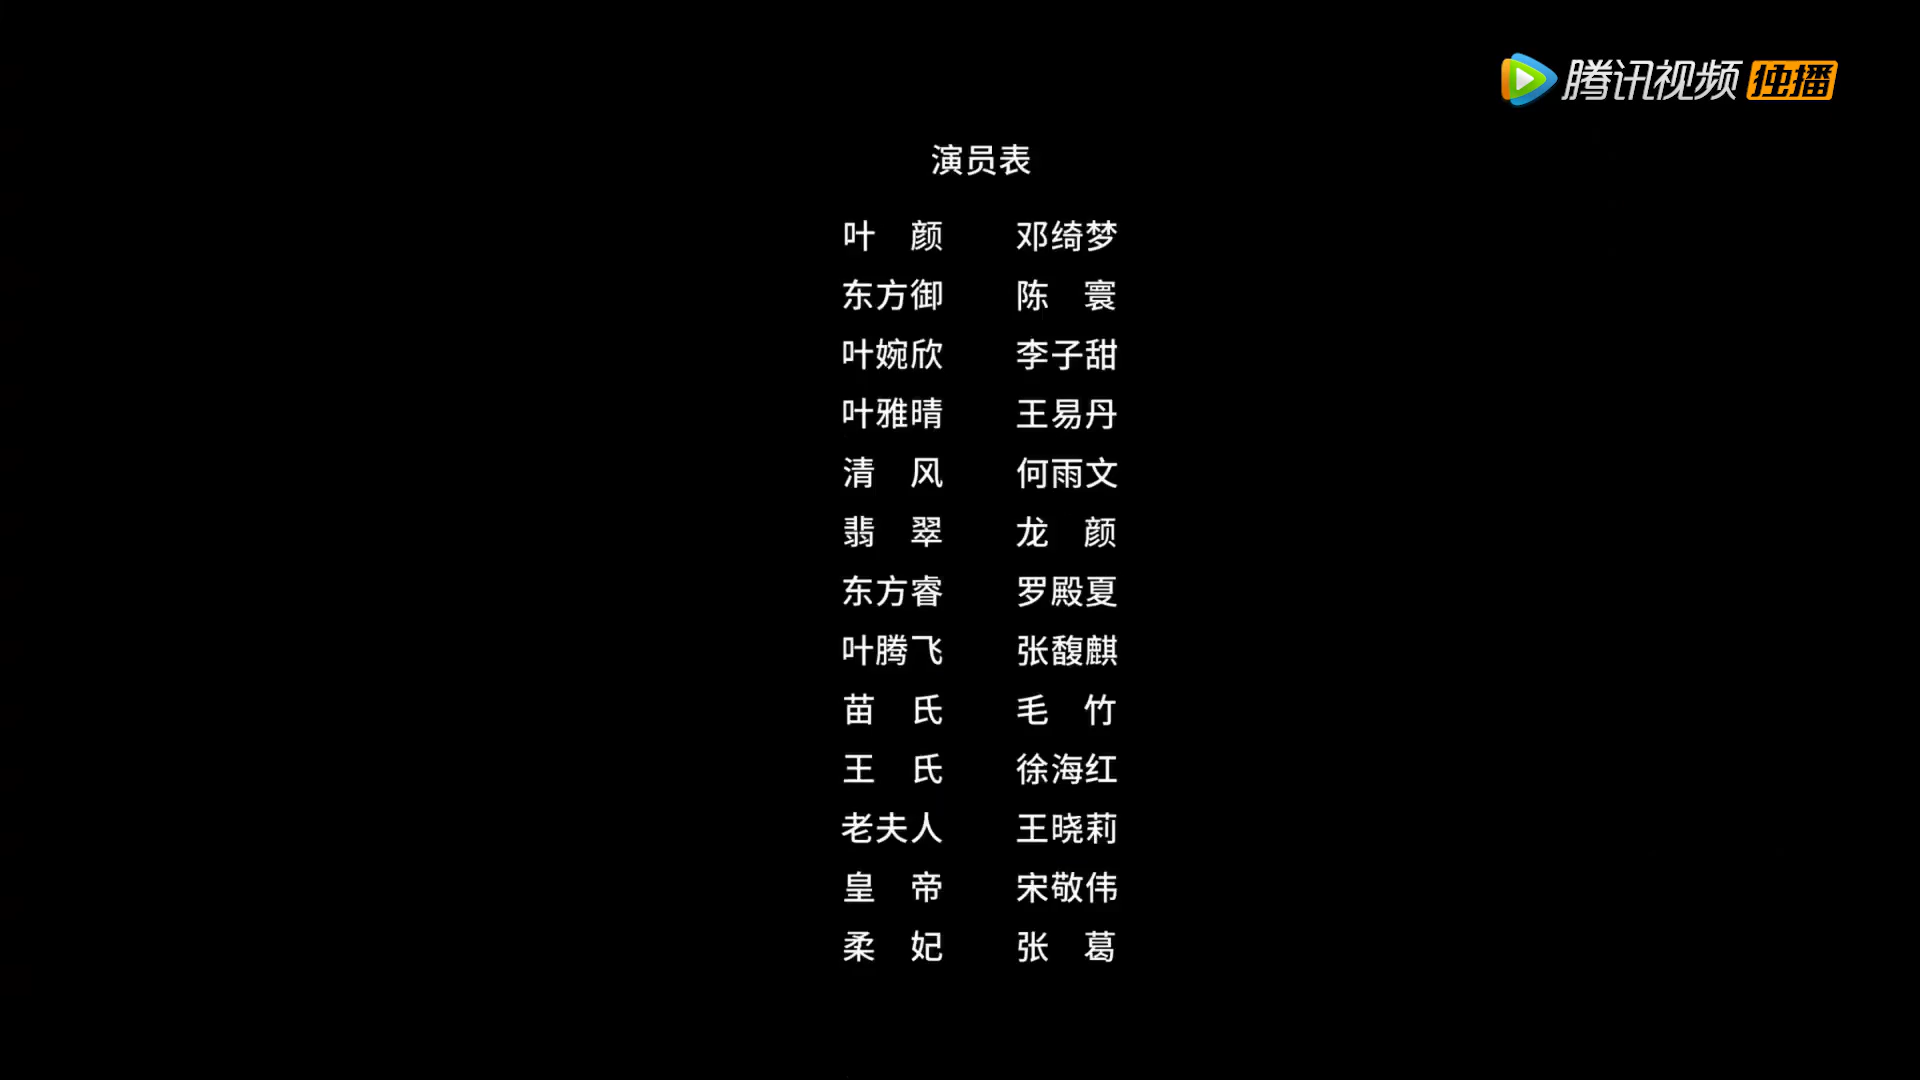 腾讯视频 独播
演员表
叶 颜 邓绮梦
东方御 陈 寰
叶婉欣 李子甜
叶雅晴 王易丹
清 风 何雨文
翡 翠 龙 颜
东方睿 罗殿夏
叶腾飞 张馥麒
苗 氏 毛 竹
王 氏 徐海红
老夫人 王晓莉
皇 帝 宋敬伟
柔 妃 张 葛